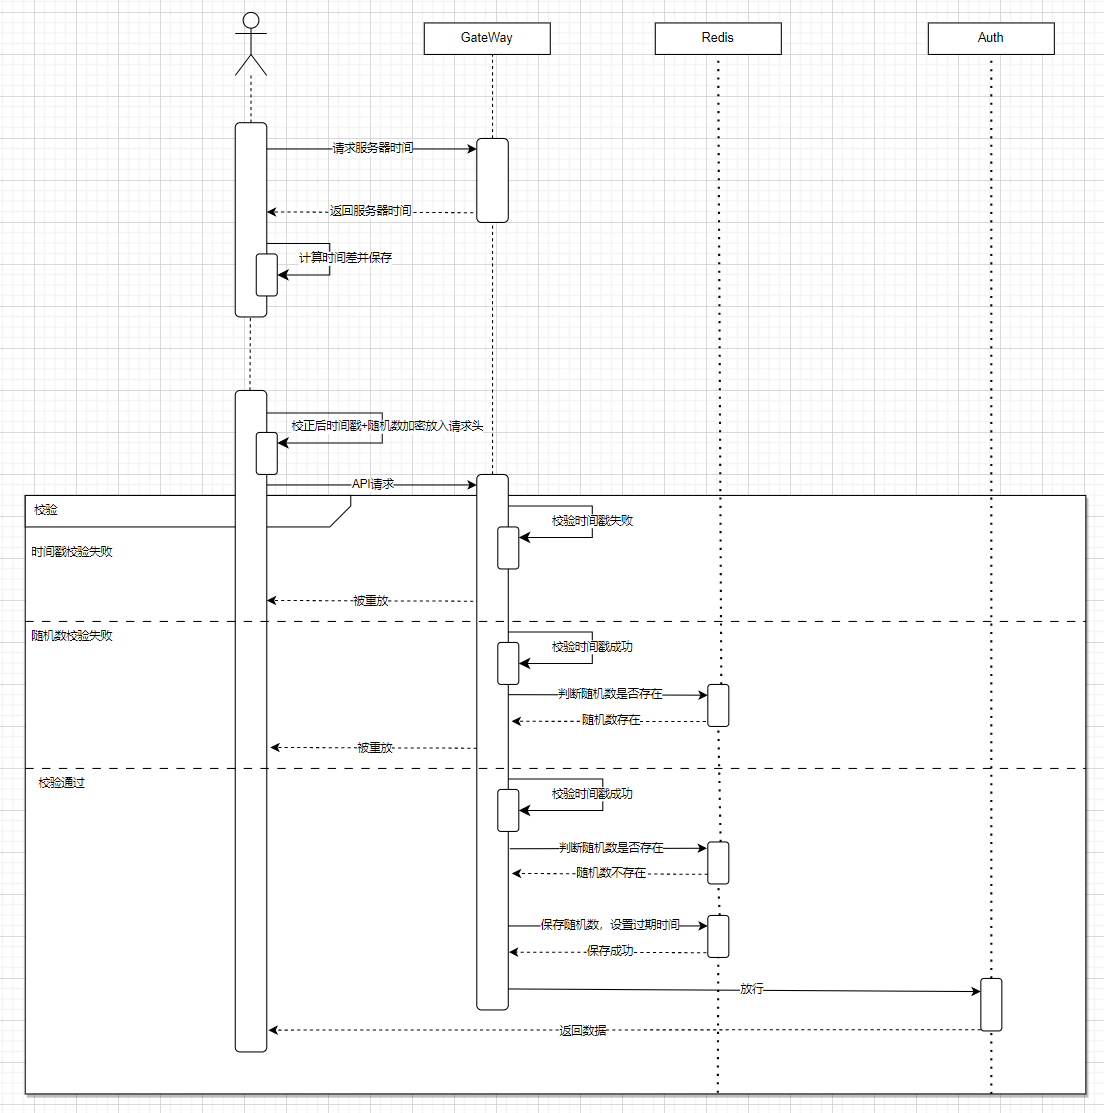 GateWay
Redis
Auth
请求服务器时间
返回服务器时间
计算时间差并保存
校正后时间戳+随机数加密放入请求头
API请求
校验
校验时间戳失败
时间戳校验失败
被重放
随机数校验失败
校验时间戳成功
判断随机数是否存在
随机数存在
被重放
校验通过
校验时间戳成功
判断随机数是否存在
随机数不存在
保存随机数，设置过期时间
保存成功
放行
返回数据